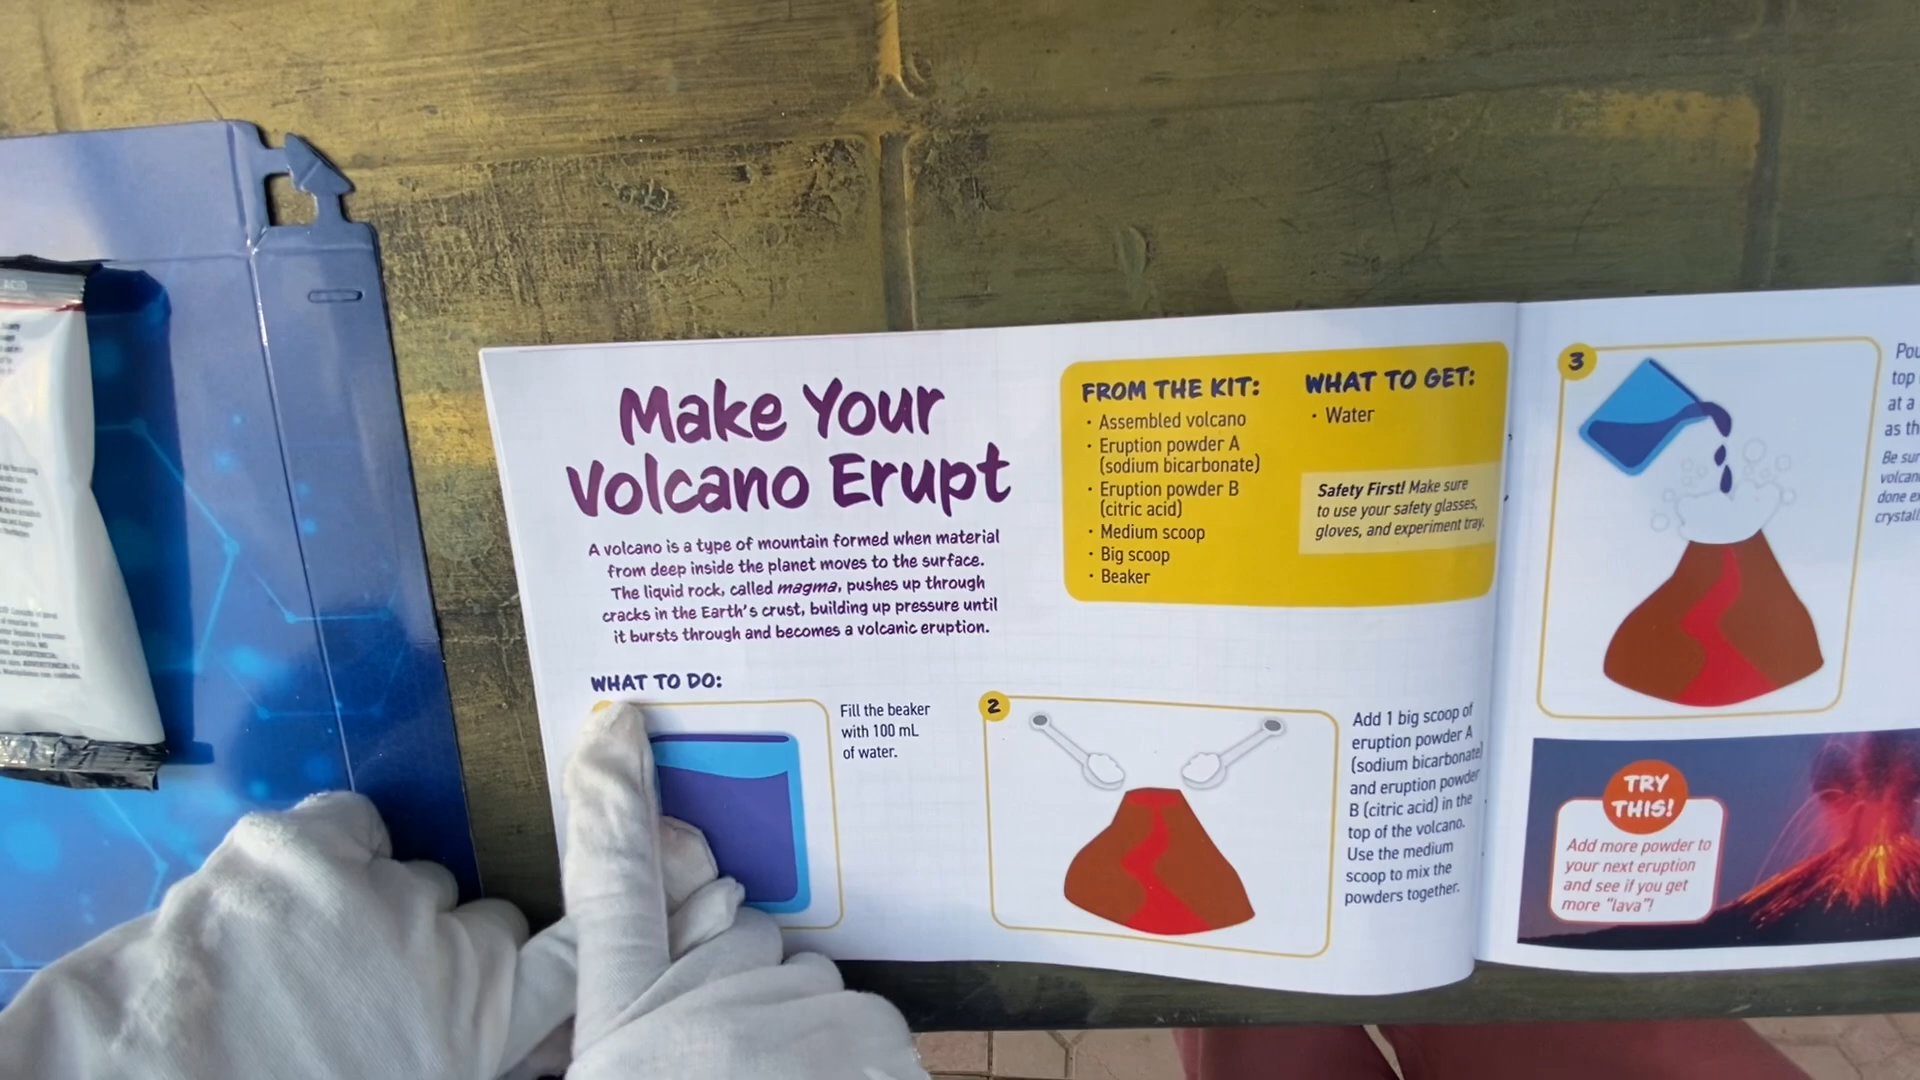 ACID
Make Your
Volcano Erupt
A volcano is a type of mountain formed when material
from deep inside the planet moves to the surface.
The liquid rock, called magma, pushes up through
cracks in the Earth's crust, building up pressure until
it bursts through and becomes a volcanic eruption.
FROM THE KIT:
• Assembled volcano
• Eruption powder A
(sodium bicarbonate)
• Eruption powder B
(citric acid)
• Medium scoop
• Big scoop
• Beaker
WHAT TO GET:
• Water
Safety First! Make sure
to use your safety glasses,
gloves, and experiment tray.
WHAT TO DO:
Fill the beaker
with 100 mL
of water.
2
Add 1 big scoop of
eruption powder A
(sodium bicarbonate)
and eruption powder
B (citric acid) in the
top of the volcano.
Use the medium
scoop to mix the
powders together.
3
top
at a
as th
done
TRY
THIS!
Add more powder to
your next eruption
and see if you get
more "lava"!